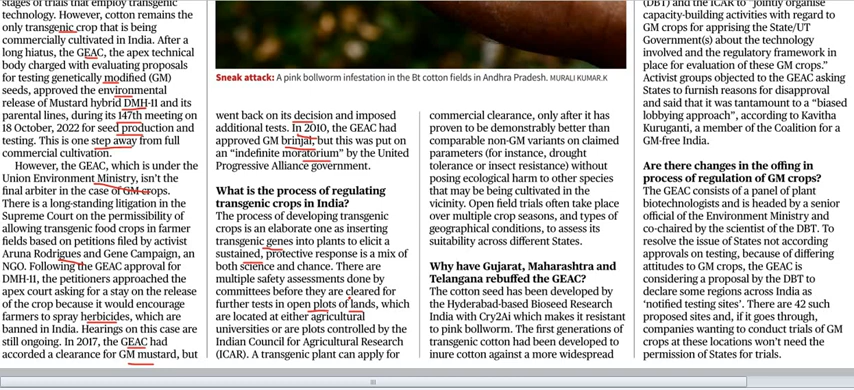 stages of trials that employ transgenic
technology. However, cotton remains the
only transgenic crop that is being
commercially cultivated in India. After
a long hiatus, the GEAC, the apex technical
body charged with evaluating proposals
for testing genetically modified (GM)
seeds, approved the environmental
release of Mustard hybrid DMH-11 and its
parental lines, during its 147th meeting on
18 October, 2022 for seed production and
testing. This is one step away from full
commercial cultivation.
However, the GEAC, which is under the
Union Environment Ministry, isn't the
final arbiter in the case of GM crops.
There is a long-standing litigation in the
Supreme Court on the permissibility of
allowing transgenic food crops in farmer
fields based on petitions filed by activist
Aruna Rodrigues and Gene Campaign, an
NGO. Following the GEAC approval for
DMH-11, the petitioners approached the
apex court asking for a stay on the release
of the crop because it would encourage
farmers to spray herbicides, which are
banned in India. Hearings on this case are
still ongoing. In 2017, the GEAC had
accorded a clearance for GM mustard, but
Sneak attack: A pink bollworm infestation in the Bt cotton fields in Andhra Pradesh. MURALI KUMAR.K
went back on its decision and imposed
additional tests. In 2010, the GEAC had
approved GM brinjal, but this was put on
an “indefinite moratorium” by the United
Progressive Alliance government.
What is the process of regulating
transgenic crops in India?
The process of developing transgenic
crops is an elaborate one as inserting
transgenic genes into plants to elicit a
sustained, protective response is a mix of
both science and chance. There are
multiple safety assessments done by
committees before they are cleared for
further tests in open plots of lands, which
are located at either agricultural
universities or are plots controlled by the
Indian Council for Agricultural Research
(ICAR). A transgenic plant can apply for
commercial clearance, only after it has
proven to be demonstrably better than
comparable non-GM variants on claimed
parameters (for instance, drought
tolerance or insect resistance) without
posing ecological harm to other species
that may be being cultivated in the
vicinity. Open field trials often take place
over multiple crop seasons, and types of
geographical conditions, to assess its
suitability across different States.
Why have Gujarat, Maharashtra and
Telangana rebuffed the GEAC?
The cotton seed has been developed by
the Hyderabad-based Bioseed Research
India with Cry2Ai which makes it resistant
to pink bollworm. The first generations of
transgenic cotton had been developed to
inure cotton against a more widespread
(DBT) and the ICAR to “jointly organise
capacity-building activities with regard to
GM crops for apprising the State/UT
Government(s) about the technology
involved and the regulatory framework in
place for evaluation of these GM crops.”
Activist groups objected to the GEAC asking
States to furnish reasons for disapproval
and said that it was tantamount to a “biased
lobbying approach”, according to Kavitha
Kuruganti, a member of the Coalition for a
GM-free India.
Are there changes in the offing in
process of regulation of GM crops?
The GEAC consists of a panel of plant
biotechnologists and is headed by a senior
official of the Environment Ministry and
co-chaired by the scientist of the DBT. To
resolve the issue of States not according
approvals on testing, because of differing
attitudes to GM crops, the GEAC is
considering a proposal by the DBT to
declare some regions across India as
‘notified testing sites’. There are 42 such
proposed sites and, if it goes through,
companies wanting to conduct trials of GM
crops at these locations won't need the
permission of States for trials.